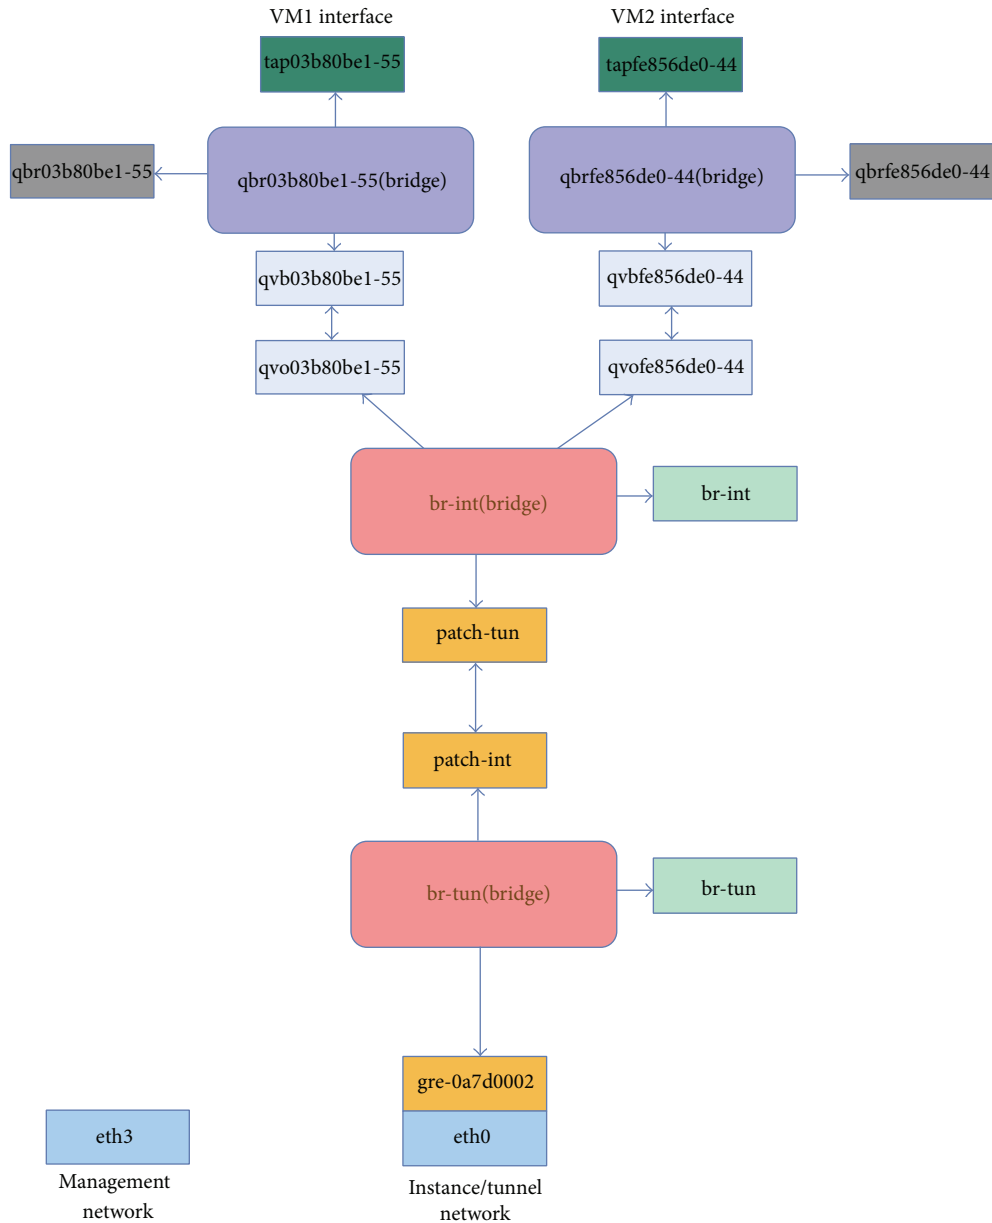 VM1 interface
VM2 interface
tap03b80be1-55
tapfe856de0-44
qbr03b80be1-55
qbr03b80be1-55(bridge)
qbrfe856de0-44(bridge)
qbrfe856de0-44
qvb03b80be1-55
qvbfe856de0-44
qvo03b80be1-55
qvofe856de0-44
br-int(bridge)
br-int
patch-tun
patch-int
br-tun(bridge)
br-tun
gre-0a7d0002
eth3
eth0
Management
network
Instance/tunnel
network